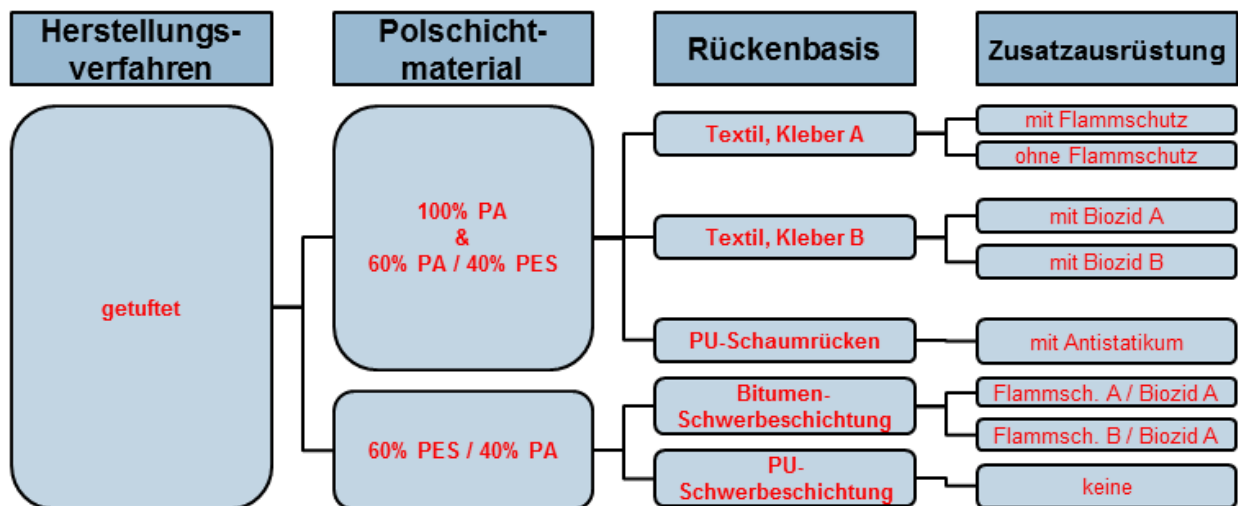 Herstellungs-
verfahren
Polschicht-
material
Rückenbasis
Zusatzausrüstung
getuftet
100% PA
&
60% PA / 40% PES
Textil, Kleber A
mit Flammschutz
ohne Flammschutz
Textil, Kleber B
mit Biozid A
mit Biozid B
PU-Schaumrücken
mit Antistatikum
60% PES / 40% PA
Bitumen-
Schwerbeschichtung
Flammsch. A / Biozid A
Flammsch. B / Biozid A
PU-
Schwerbeschichtung
keine